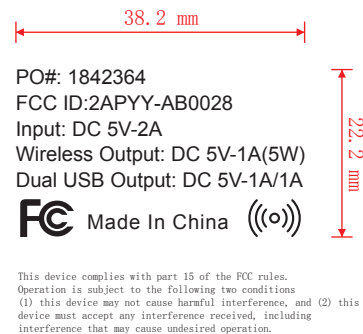 38.2 mm
PO#: 1842364
FCC ID:2APYY-AB0028
Input: DC 5V-2A
Wireless Output: DC 5V-1A(5W)
Dual USB Output: DC 5V-1A/1A
22.2 mm
FC Made In China
This device complies with part 15 of the FCC rules.
Operation is subject to the following two conditions
(1) this device may not cause harmful interference, and (2) this
device must accept any interference received, including
interference that may cause undesired operation.